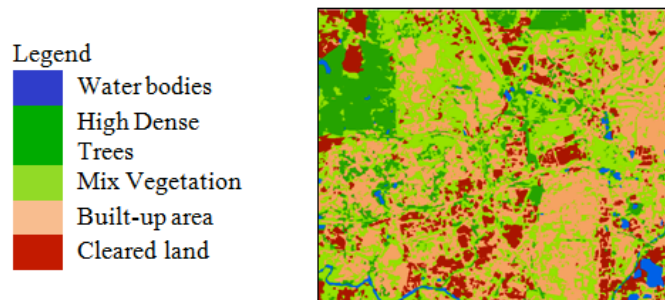 Legend
Water bodies
High Dense
Trees
Mix Vegetation
Built-up area
Cleared land